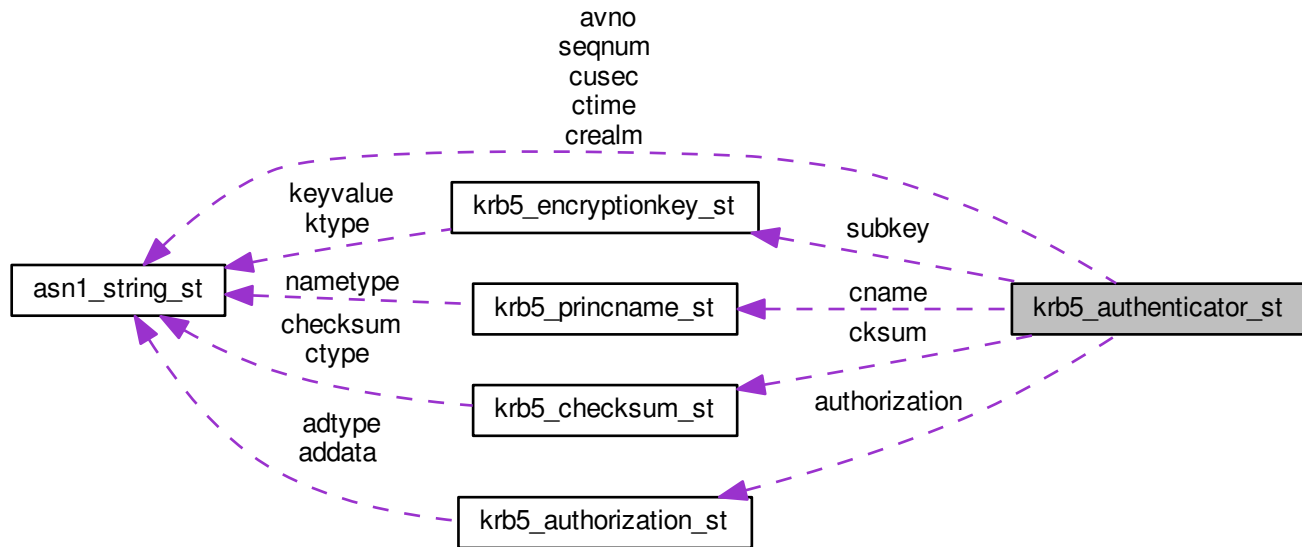 avno
seqnum
cusec
ctime
crealm
keyvalue
ktype
krb5_encryptionkey_st
subkey
asn1_string_st
nametype
krb5_princname_st
cname
krb5_authenticator_st
checksum
ctype
cksum
krb5_checksum_st
authorization
adtype
addata
krb5_authorization_st